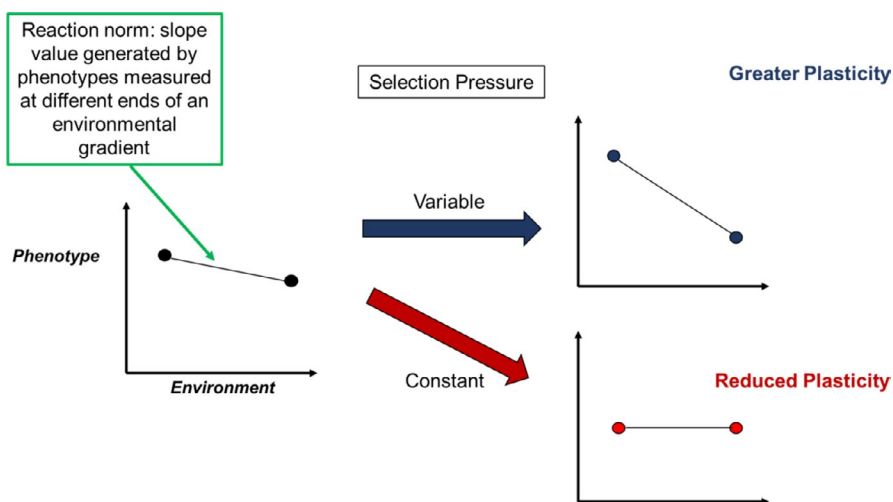 Reaction norm: slope
value generated by
phenotypes measured
at different ends of an
environmental
gradient
Selection Pressure
Greater Plasticity
Variable
Phenotype
Environment
Constant
Reduced Plasticity